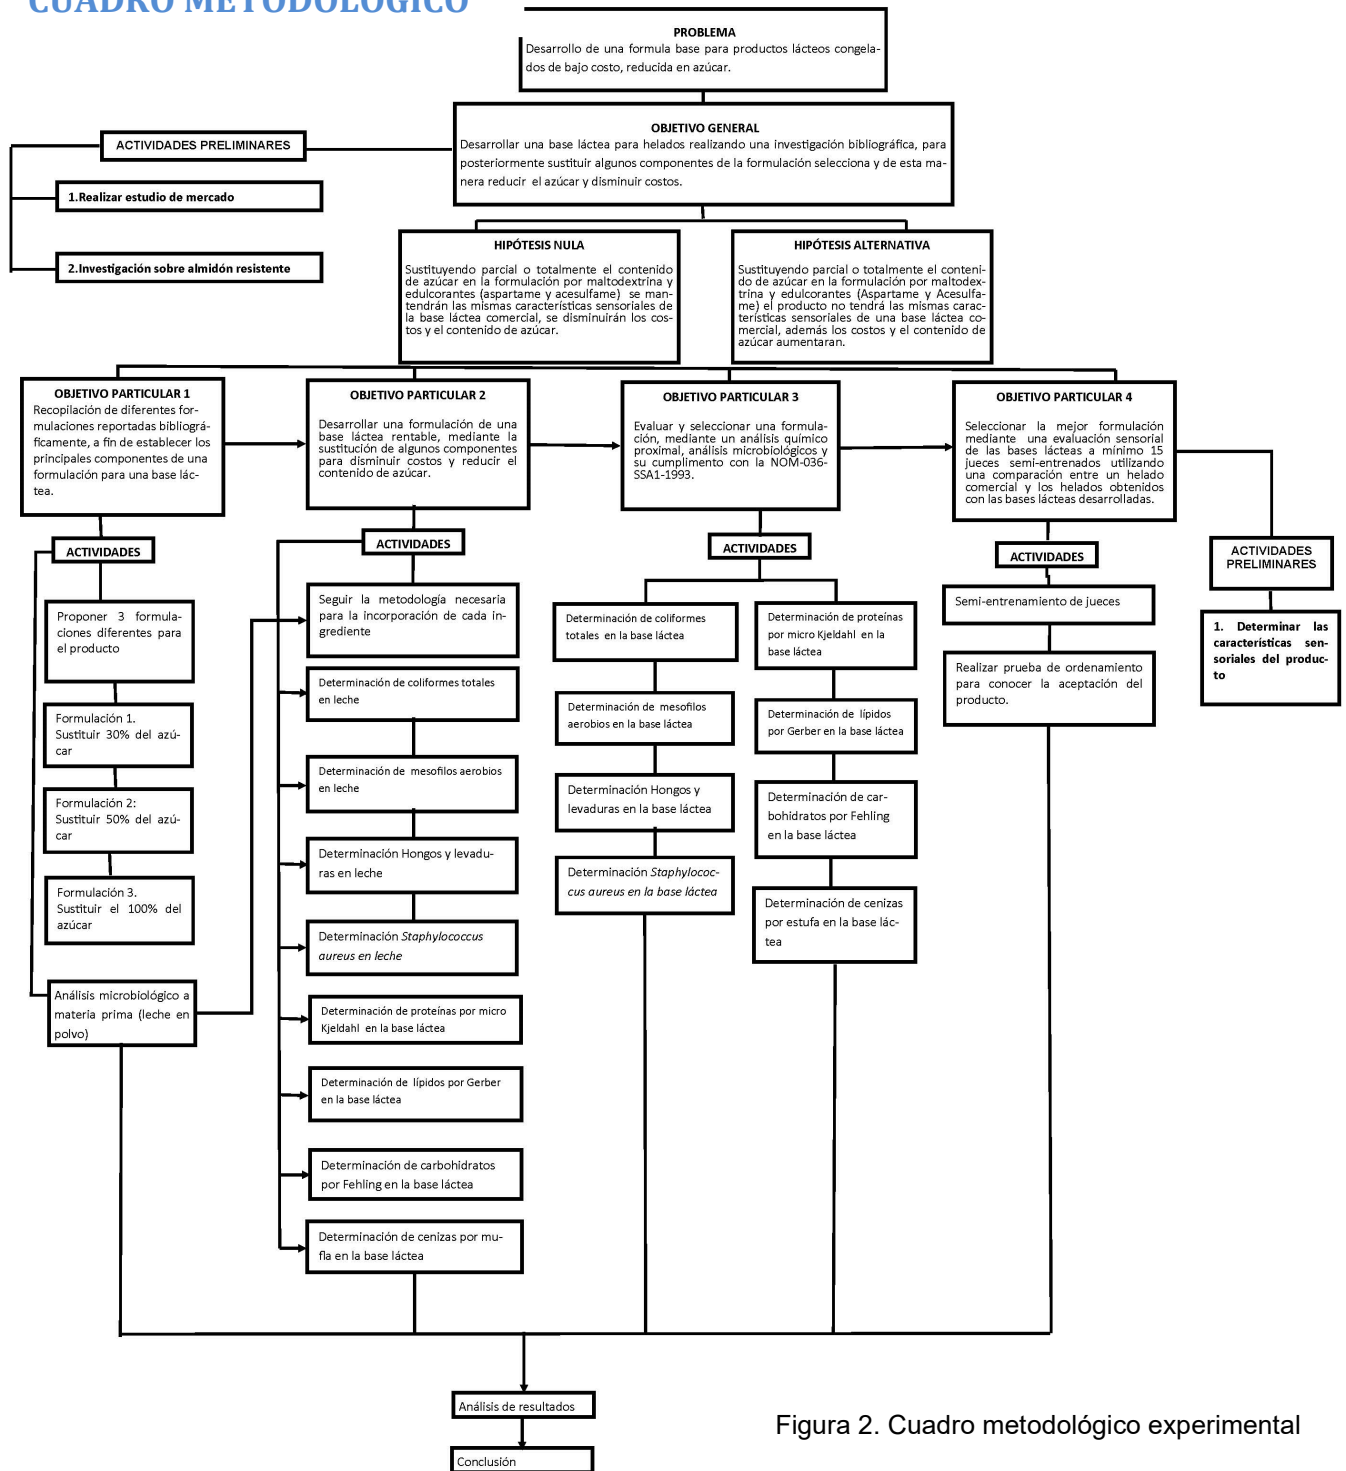 CUADRO METODOLÓGICO
PROBLEMA
Desarrollo de una formula base para productos lácteos congela-
dos de bajo costo, reducida en azúcar.
OBJETIVO GENERAL
Desarrollar una base láctea para helados realizando una investigación bibliográfica, para
posteriormente sustituir algunos componentes de la formulación selecciona y de esta ma-
nera reducir el azúcar y disminuir costos.
ACTIVIDADES PRELIMINARES
1.Realizar estudio de mercado
2.Investigación sobre almidón resistente
HIPÓTESIS NULA
Sustituyendo parcial o totalmente el contenido
de azúcar en la formulación por maltodextrina y
edulcorantes (aspartame y acesulfame) se man-
tendrán las mismas características sensoriales de
la base láctea comercial, se disminuirán los cos-
tos y el contenido de azúcar.
HIPÓTESIS ALTERNATIVA
Sustituyendo parcial o totalmente el conteni-
do de azúcar en la formulación por maltodex-
trina y edulcorantes (Aspartame y Acesulfa-
me) el producto no tendrá las mismas carac-
terísticas sensoriales de una base láctea co-
mercial, además los costos y el contenido de
azúcar aumentaran.
OBJETIVO PARTICULAR 1
Recopilación de diferentes for-
mulaciones reportadas bibliográ-
ficamente, a fin de establecer los
principales componentes de una
formulación para una base lác-
tea.
OBJETIVO PARTICULAR 2
Desarrollar una formulación de una
base láctea rentable, mediante la
sustitución de algunos componentes
para disminuir costos y reducir el
contenido de azúcar.
OBJETIVO PARTICULAR 3
Evaluar y seleccionar una formula-
ción, mediante un análisis químico
proximal, análisis microbiológicos y
su cumplimento con la NOM-036-
SSA1-1993.
OBJETIVO PARTICULAR 4
Seleccionar la mejor formulación
mediante una evaluación sensorial
de las bases lácteas a mínimo 15
jueces semi-entrenados utilizando
una comparación entre un helado
comercial y los helados obtenidos
con las bases lácteas desarrolladas.
ACTIVIDADES
Proponer 3 formula-
ciones diferentes para
el producto
Formulación 1.
Sustituir 30% del azú-
car
Formulación 2:
Sustituir 50% del azú-
car
Formulación 3.
Sustituir el 100% del
azúcar
Análisis microbiológico a
materia prima (leche en
polvo)
ACTIVIDADES
Seguir la metodología necesaria
para la incorporación de cada in-
grediente
Determinación de coliformes totales
en leche
Determinación de mesofilos aerobios
en leche
Determinación Hongos y levadu-
ras en leche
Determinación Staphylococcus
aureus en leche
Determinación de proteínas por micro
Kjeldahl en la base láctea
Determinación de lípidos por Gerber
en la base láctea
Determinación de carbohidratos
por Fehling en la base láctea
Determinación de cenizas por mu-
fla en la base láctea
ACTIVIDADES
Determinación de coliformes
totales en la base láctea
Determinación de mesofilos
aerobios en la base láctea
Determinación Hongos y
levaduras en la base láctea
Determinación Staphylococ-
cus aureus en la base láctea
Determinación de proteínas
por micro Kjeldahl en la
base láctea
Determinación de lípidos
por Gerber en la base láctea
Determinación de car-
bohidratos por Fehling
en la base láctea
Determinación de cenizas
por estufa en la base lác-
tea
ACTIVIDADES
Semi-entrenamiento de jueces
Realizar prueba de ordenamiento
para conocer la aceptación del
producto.
ACTIVIDADES
PRELIMINARES
1. Determinar las
características sen-
soriales del produc-
to
Análisis de resultados
Conclusión
Figura 2. Cuadro metodológico experimental